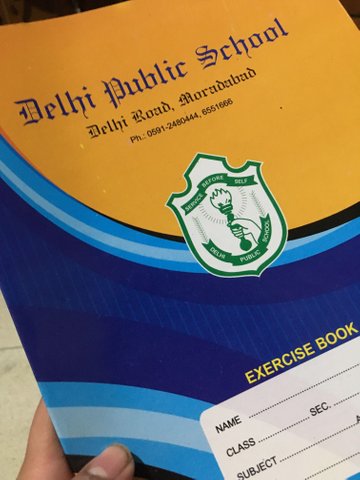 Delhi Public School
Delhi Road, Moradabad
Ph.: 0591-2480444, 6551666
SERVICE BEFORE SELF
DELHI PUBLIC SCHOOL
EXERCISE BOOK
NAME
CLASS SEC.
SUBJECT